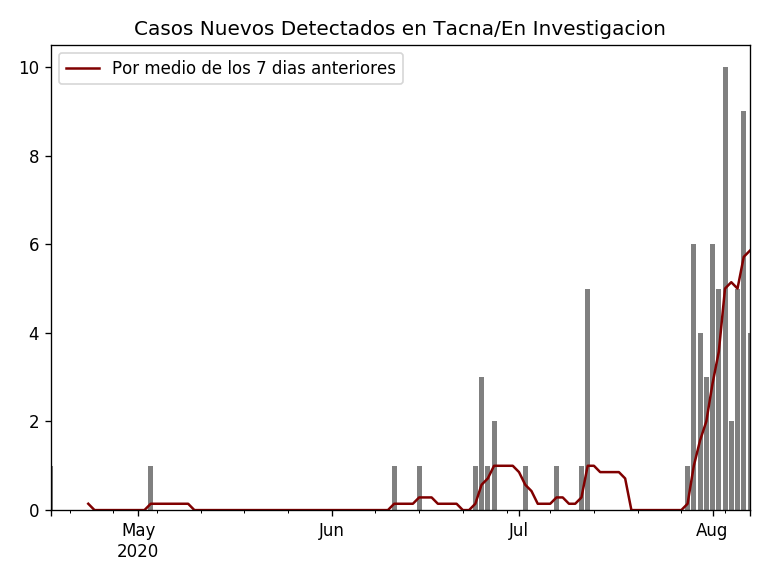 Casos Nuevos Detectados en Tacna/En Investigacion
Por medio de los 7 dias anteriores
10
8
6
4
2
0
May
2020
Jun
Jul
Aug